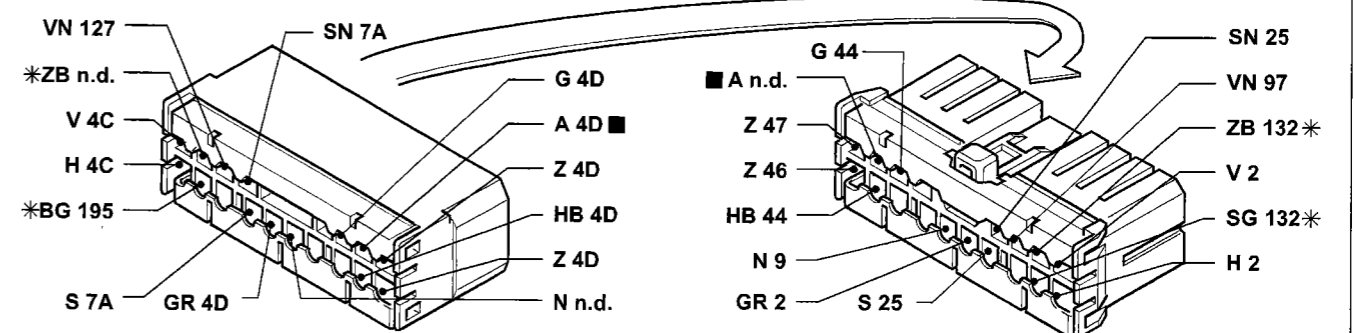 VN 127
✳ZB n.d.
V 4C
H 4C
✳BG 195
S 7A
GR 4D
SN 7A
G 4D
A 4D ■
Z 4D
HB 4D
Z 4D
N n.d.
G 44
■ A n.d.
Z 47
Z 46
HB 44
N 9
GR 2
S 25
SN 25
VN 97
ZB 132✳
V 2
SG 132✳
H 2